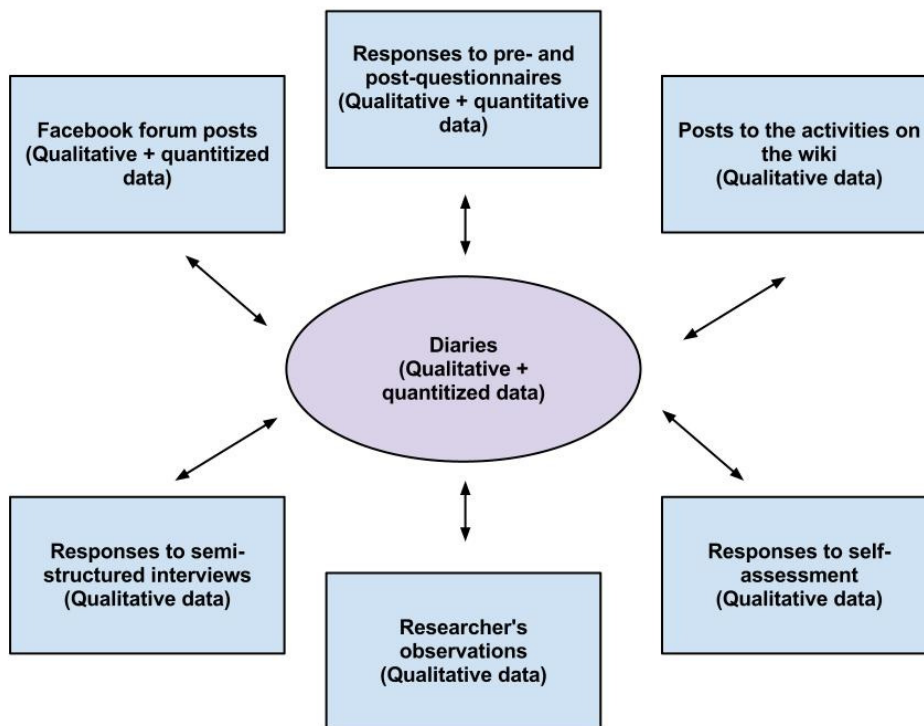 Responses to pre- and
post-questionnaires
(Qualitative + quantitative
data)
Facebook forum posts
(Qualitative + quantitized
data)
Posts to the activities on
the wiki
(Qualitative data)
Diaries
(Qualitative +
quantitized data)
Responses to semi-
structured interviews
(Qualitative data)
Researcher's
observations
(Qualitative data)
Responses to self-
assessment
(Qualitative data)